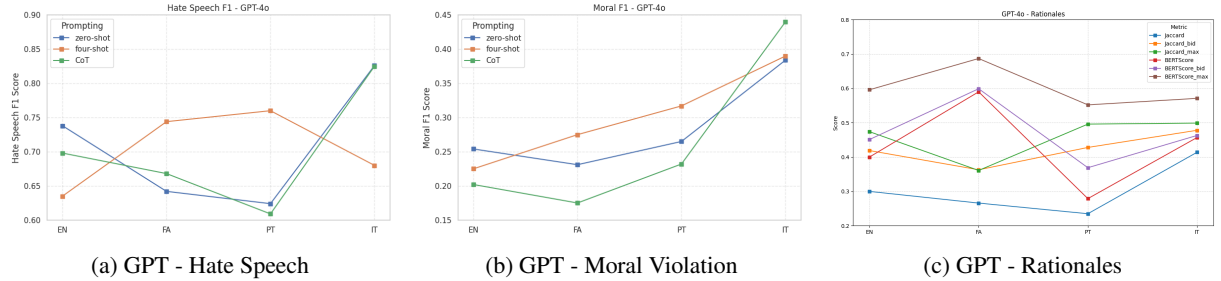 Hate Speech F1 - GPT-4o
Hate Speech F1 Score
0.90
0.85
0.80
0.75
0.70
0.65
0.60
Prompting
zero-shot
four-shot
CoT
EN FA PT IT
(a) GPT - Hate Speech
Moral F1 - GPT-4o
Moral F1 Score
0.45
0.40
0.35
0.30
0.25
0.20
0.15
Prompting
zero-shot
four-shot
CoT
EN FA PT IT
(b) GPT - Moral Violation
GPT-4o - Rationales
Score
0.8
0.7
0.6
0.5
0.4
0.3
0.2
Metric
Jaccard
Jaccard_bid
Jaccard_max
BERTScore
BERTScore_bid
BERTScore_max
EN FA PT IT
(c) GPT - Rationales